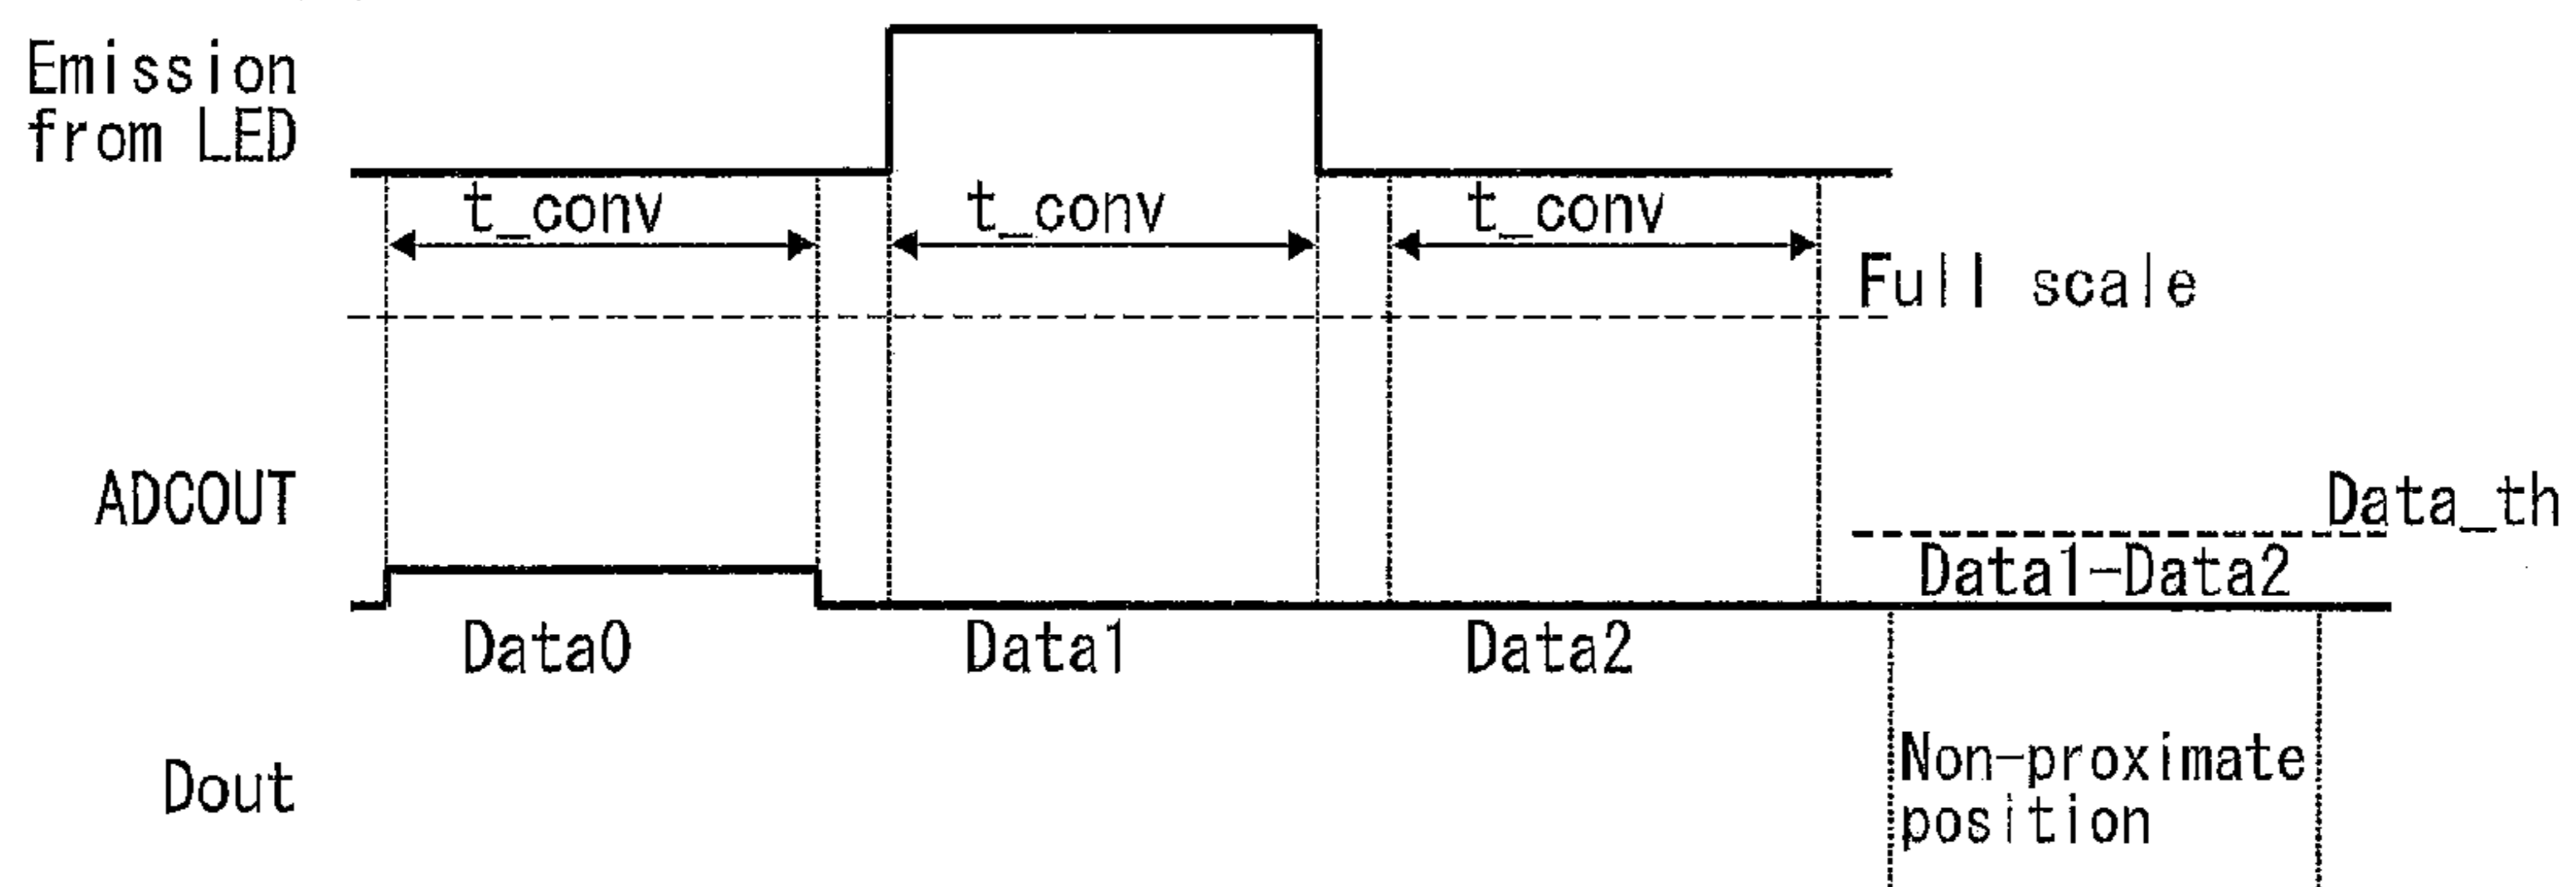 Emission
from LED
t_conv
t_conv
t_conv
Full scale
ADCOUT
Data_th
Data1-Data2
Data0
Data1
Data2
Dout
Non-proximate
position